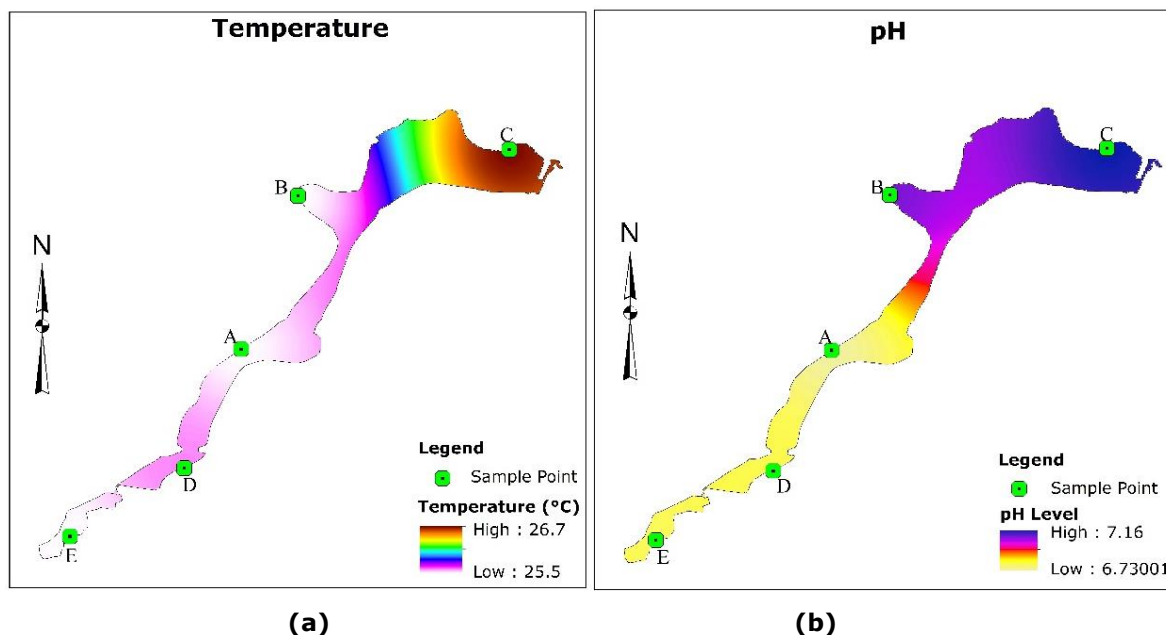 Temperature
C
B
N
A
D
E
Legend
Sample Point
Temperature (°C)
High : 26.7
Low : 25.5
(a)
pH
C
B
N
A
D
E
Legend
Sample Point
pH Level
High : 7.16
Low : 6.73001
(b)